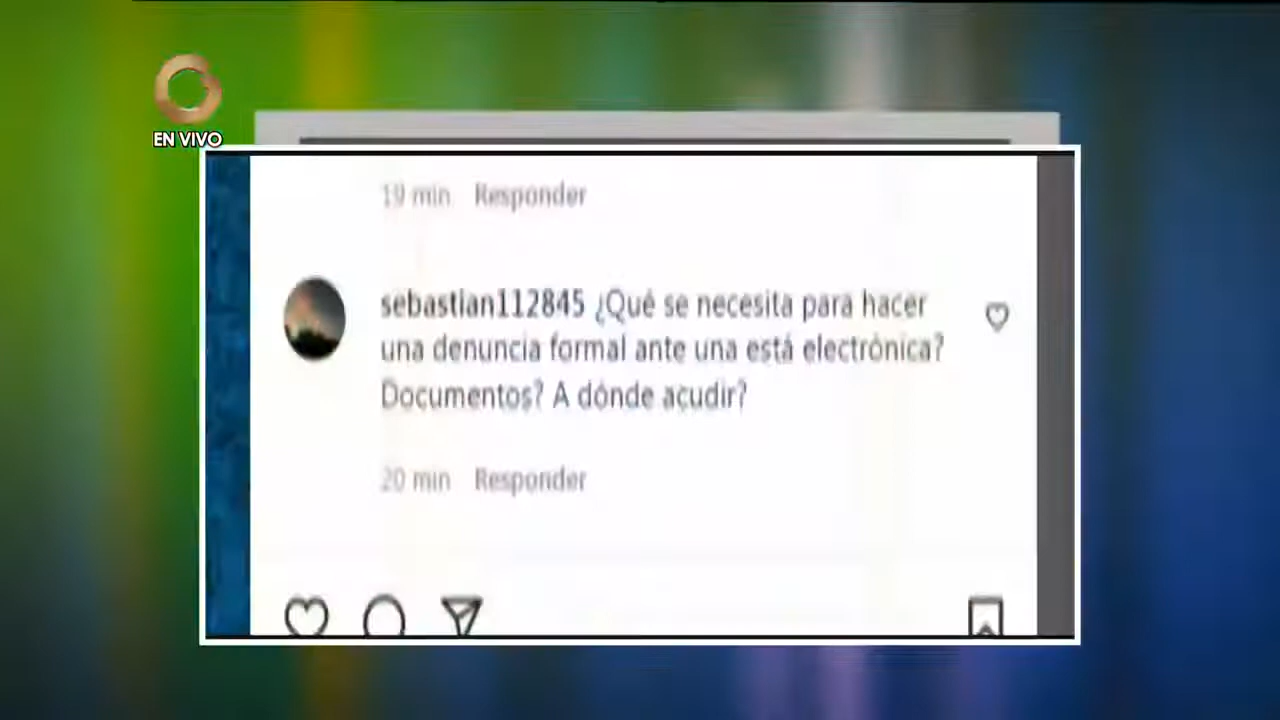 EN VIVO
19 min Responder
sebastian112845 ¿Qué se necesita para hacer
una denuncia formal ante una está electrónica?
Documentos? A dónde acudir?
20 min Responder